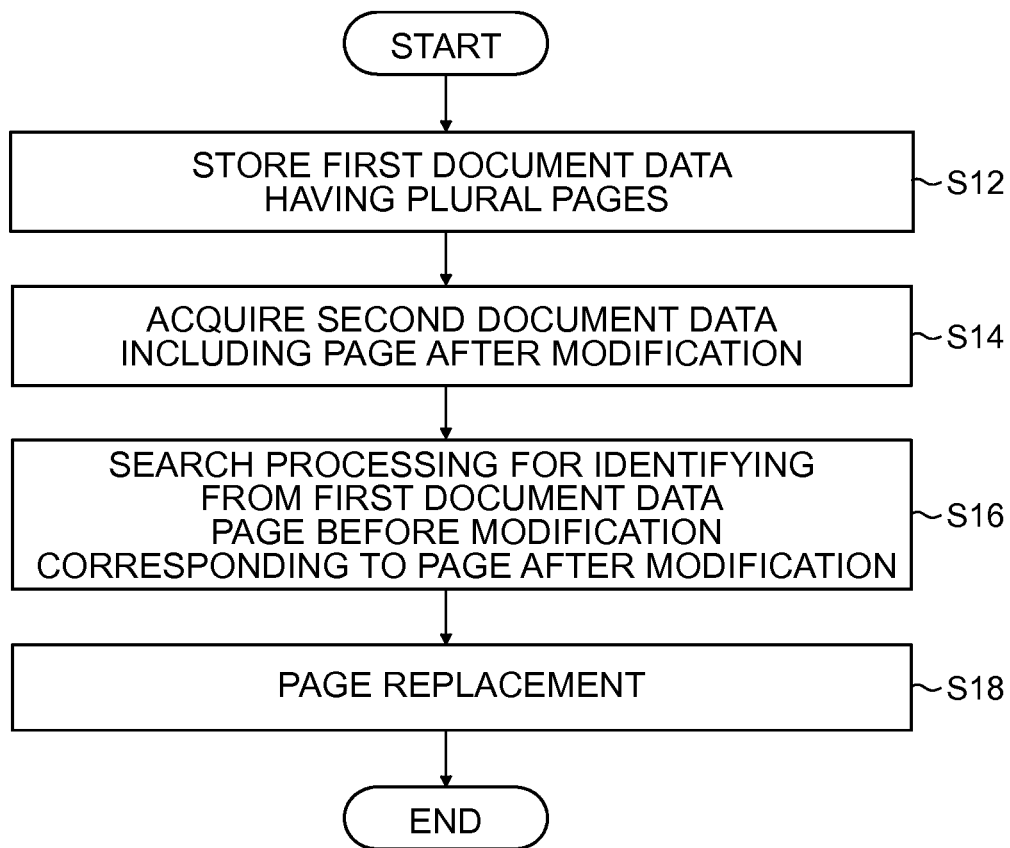 START
STORE FIRST DOCUMENT DATA
HAVING PLURAL PAGES
S12
ACQUIRE SECOND DOCUMENT DATA
INCLUDING PAGE AFTER MODIFICATION
S14
SEARCH PROCESSING FOR IDENTIFYING
FROM FIRST DOCUMENT DATA
PAGE BEFORE MODIFICATION
CORRESPONDING TO PAGE AFTER MODIFICATION
S16
PAGE REPLACEMENT
S18
END